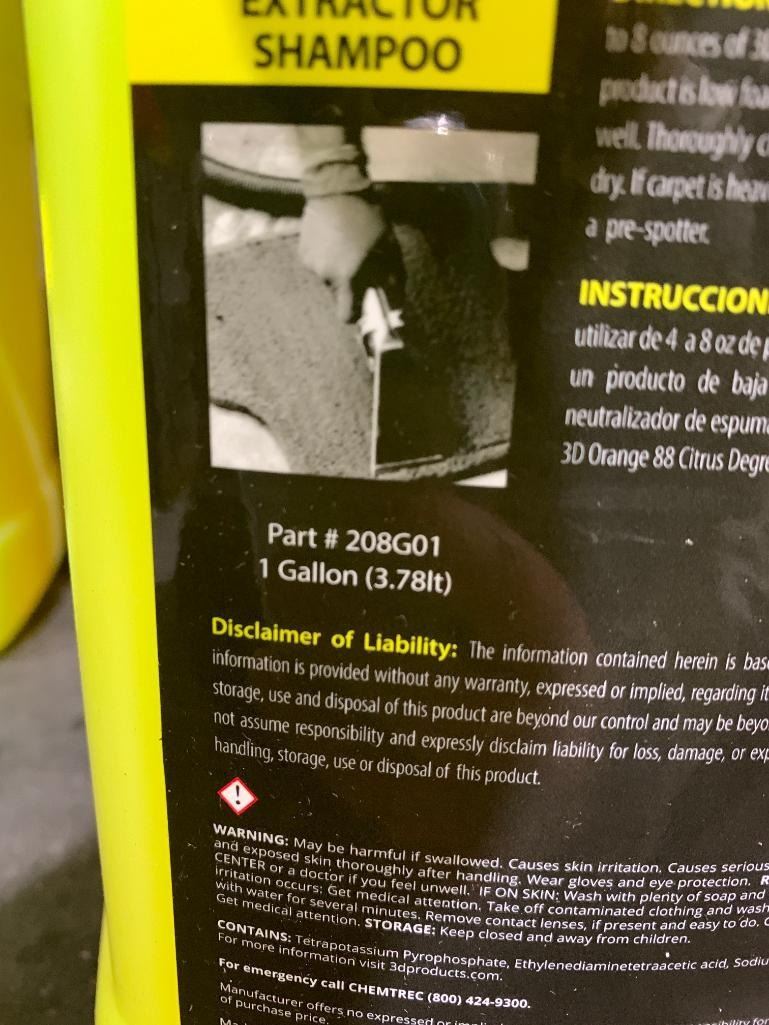 EXTRACTOR
SHAMPOO
to 8 ounces of 3D
product is low foa
well. Thoroughly c
dry. If carpet is heav
a pre-spotter.
INSTRUCCION
utilizar de 4 a 8 oz de p
un producto de baja
neutralizador de espuma
3D Orange 88 Citrus Degre
Part # 208G01
1 Gallon (3.78lt)
Disclaimer of Liability: The information contained herein is base
information is provided without any warranty, expressed or implied, regarding it
storage, use and disposal of this product are beyond our control and may be beyo
not assume responsibility and expressly disclaim liability for loss, damage, or exp
handling, storage, use or disposal of this product.
WARNING: May be harmful if swallowed. Causes skin irritation. Causes serious
and exposed skin thoroughly after handling. Wear gloves and eye protection. R
CENTER or a doctor if you feel unwell. IF ON SKIN: Wash with plenty of soap and
irritation occurs: Get medical attention. Take off contaminated clothing and wash
with water for several minutes. Remove contact lenses, if present and easy to do. C
Get medical attention. STORAGE: Keep closed and away from children.
CONTAINS: Tetrapotassium Pyrophosphate, Ethylenediaminetetraacetic acid, Sodiu
For more information visit 3dproducts.com.
For emergency call CHEMTREC (800) 424-9300.
Manufacturer offers no expressed or
of purchase price.